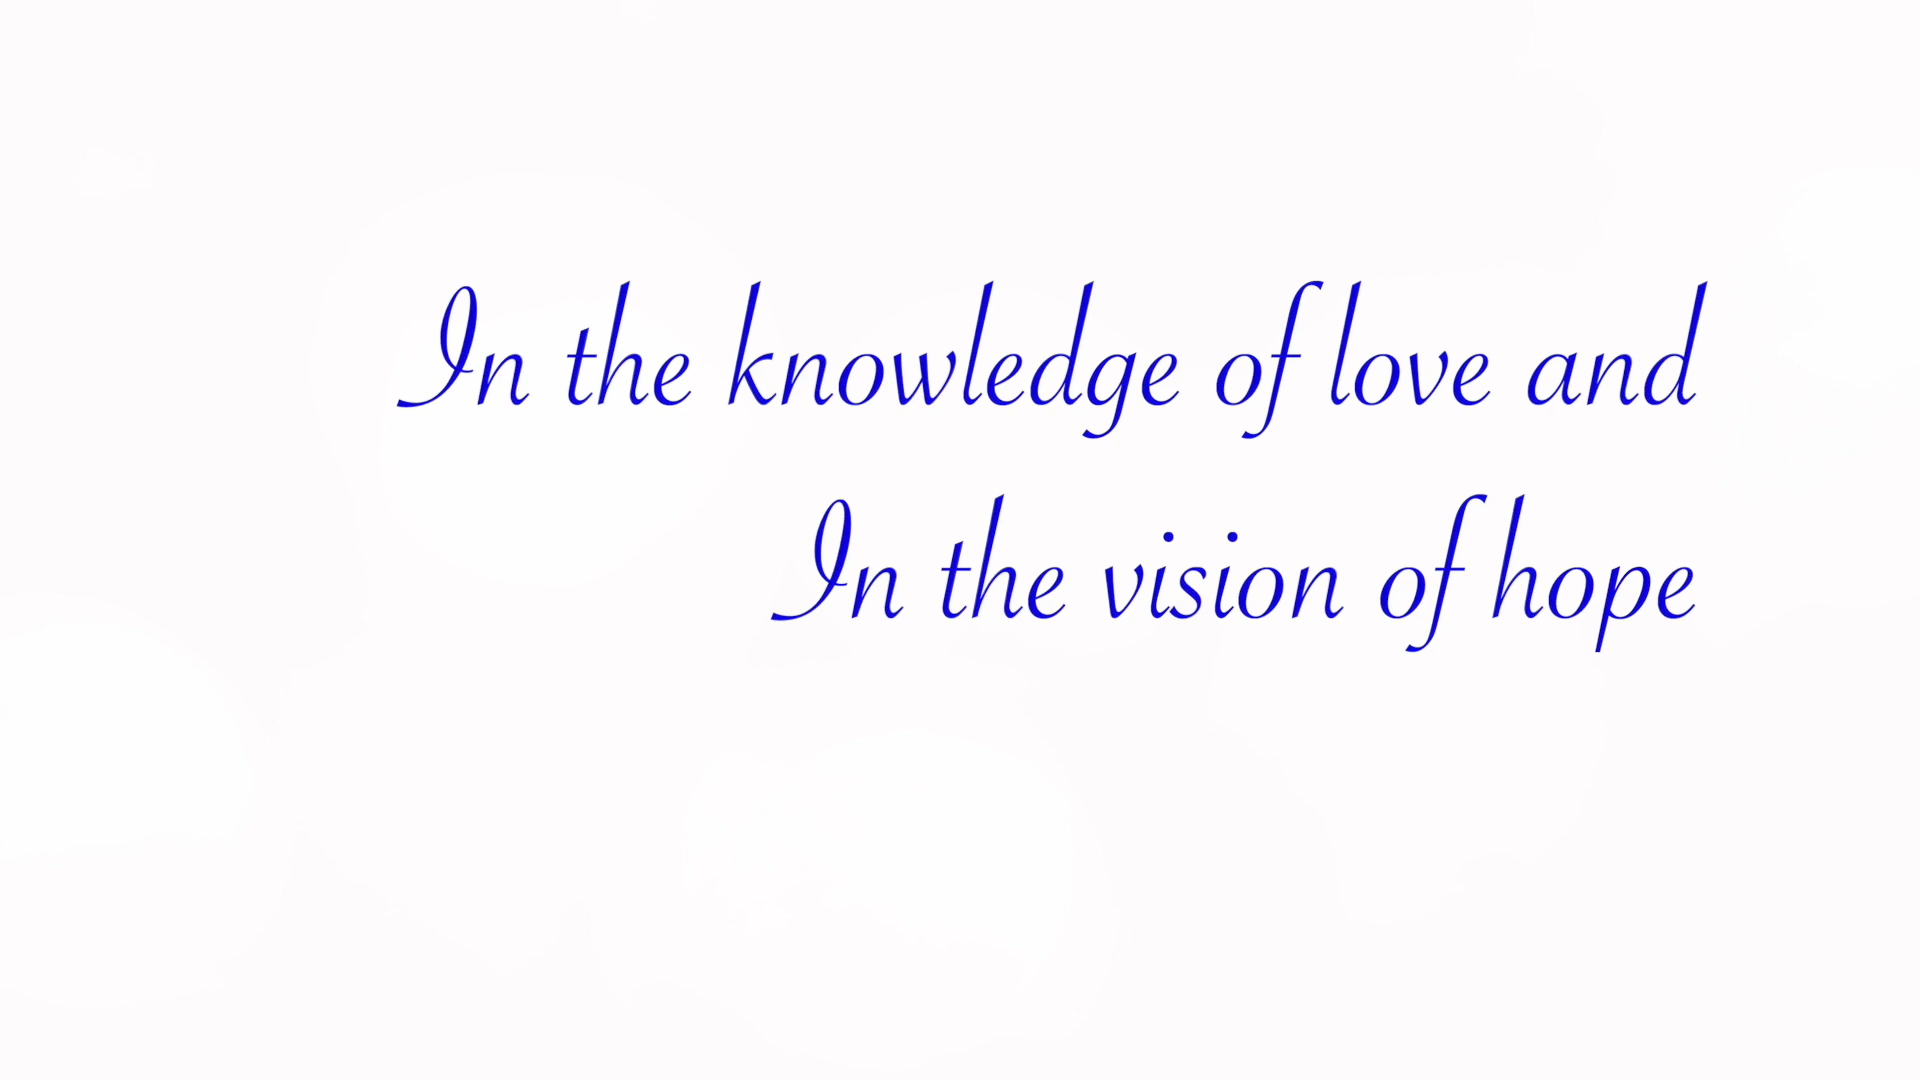 In the knowledge of love and
In the vision of hope